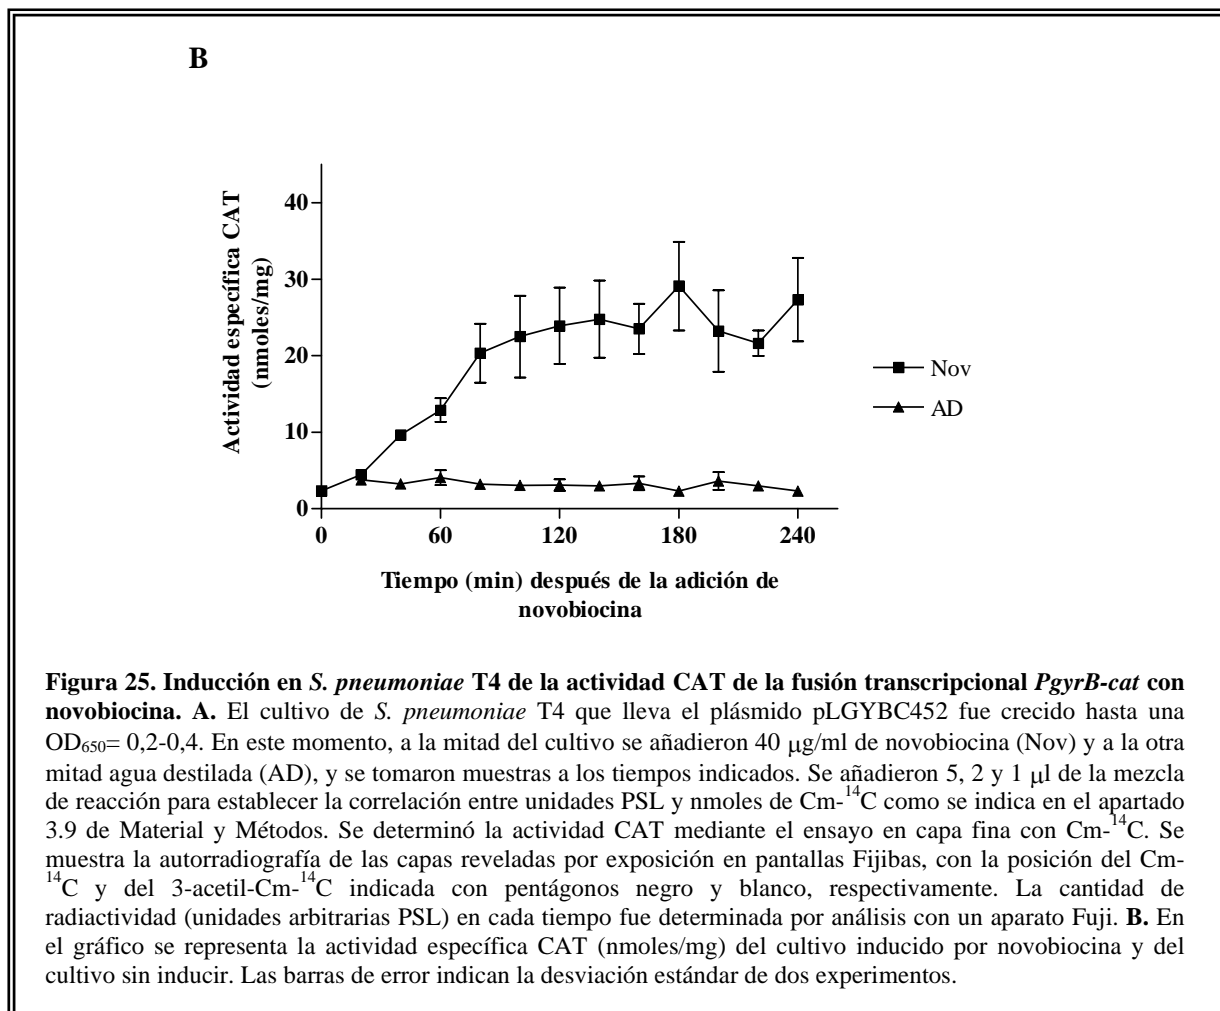 B
Actividad específica CAT
(nmoles/mg)
40
30
20
10
0
0
60
120
180
240
Nov
AD
Tiempo (min) después de la adición de
novobiocina
Figura 25. Inducción en S. pneumoniae T4 de la actividad CAT de la fusión transcripcional PgyrB-cat con
novobiocina. A. El cultivo de S. pneumoniae T4 que lleva el plásmido pLGYBC452 fue crecido hasta una
OD650= 0,2-0,4. En este momento, a la mitad del cultivo se añadieron 40 μg/ml de novobiocina (Nov) y a la otra
mitad agua destilada (AD), y se tomaron muestras a los tiempos indicados. Se añadieron 5, 2 y 1 μl de la mezcla
de reacción para establecer la correlación entre unidades PSL y nmoles de Cm-14C como se indica en el apartado
3.9 de Material y Métodos. Se determinó la actividad CAT mediante el ensayo en capa fina con Cm-14C. Se
muestra la autorradiografía de las capas reveladas por exposición en pantallas Fijibas, con la posición del Cm-
14C y del 3-acetil-Cm-14C indicada con pentágonos negro y blanco, respectivamente. La cantidad de
radiactividad (unidades arbitrarias PSL) en cada tiempo fue determinada por análisis con un aparato Fuji. B. En
el gráfico se representa la actividad específica CAT (nmoles/mg) del cultivo inducido por novobiocina y del
cultivo sin inducir. Las barras de error indican la desviación estándar de dos experimentos.